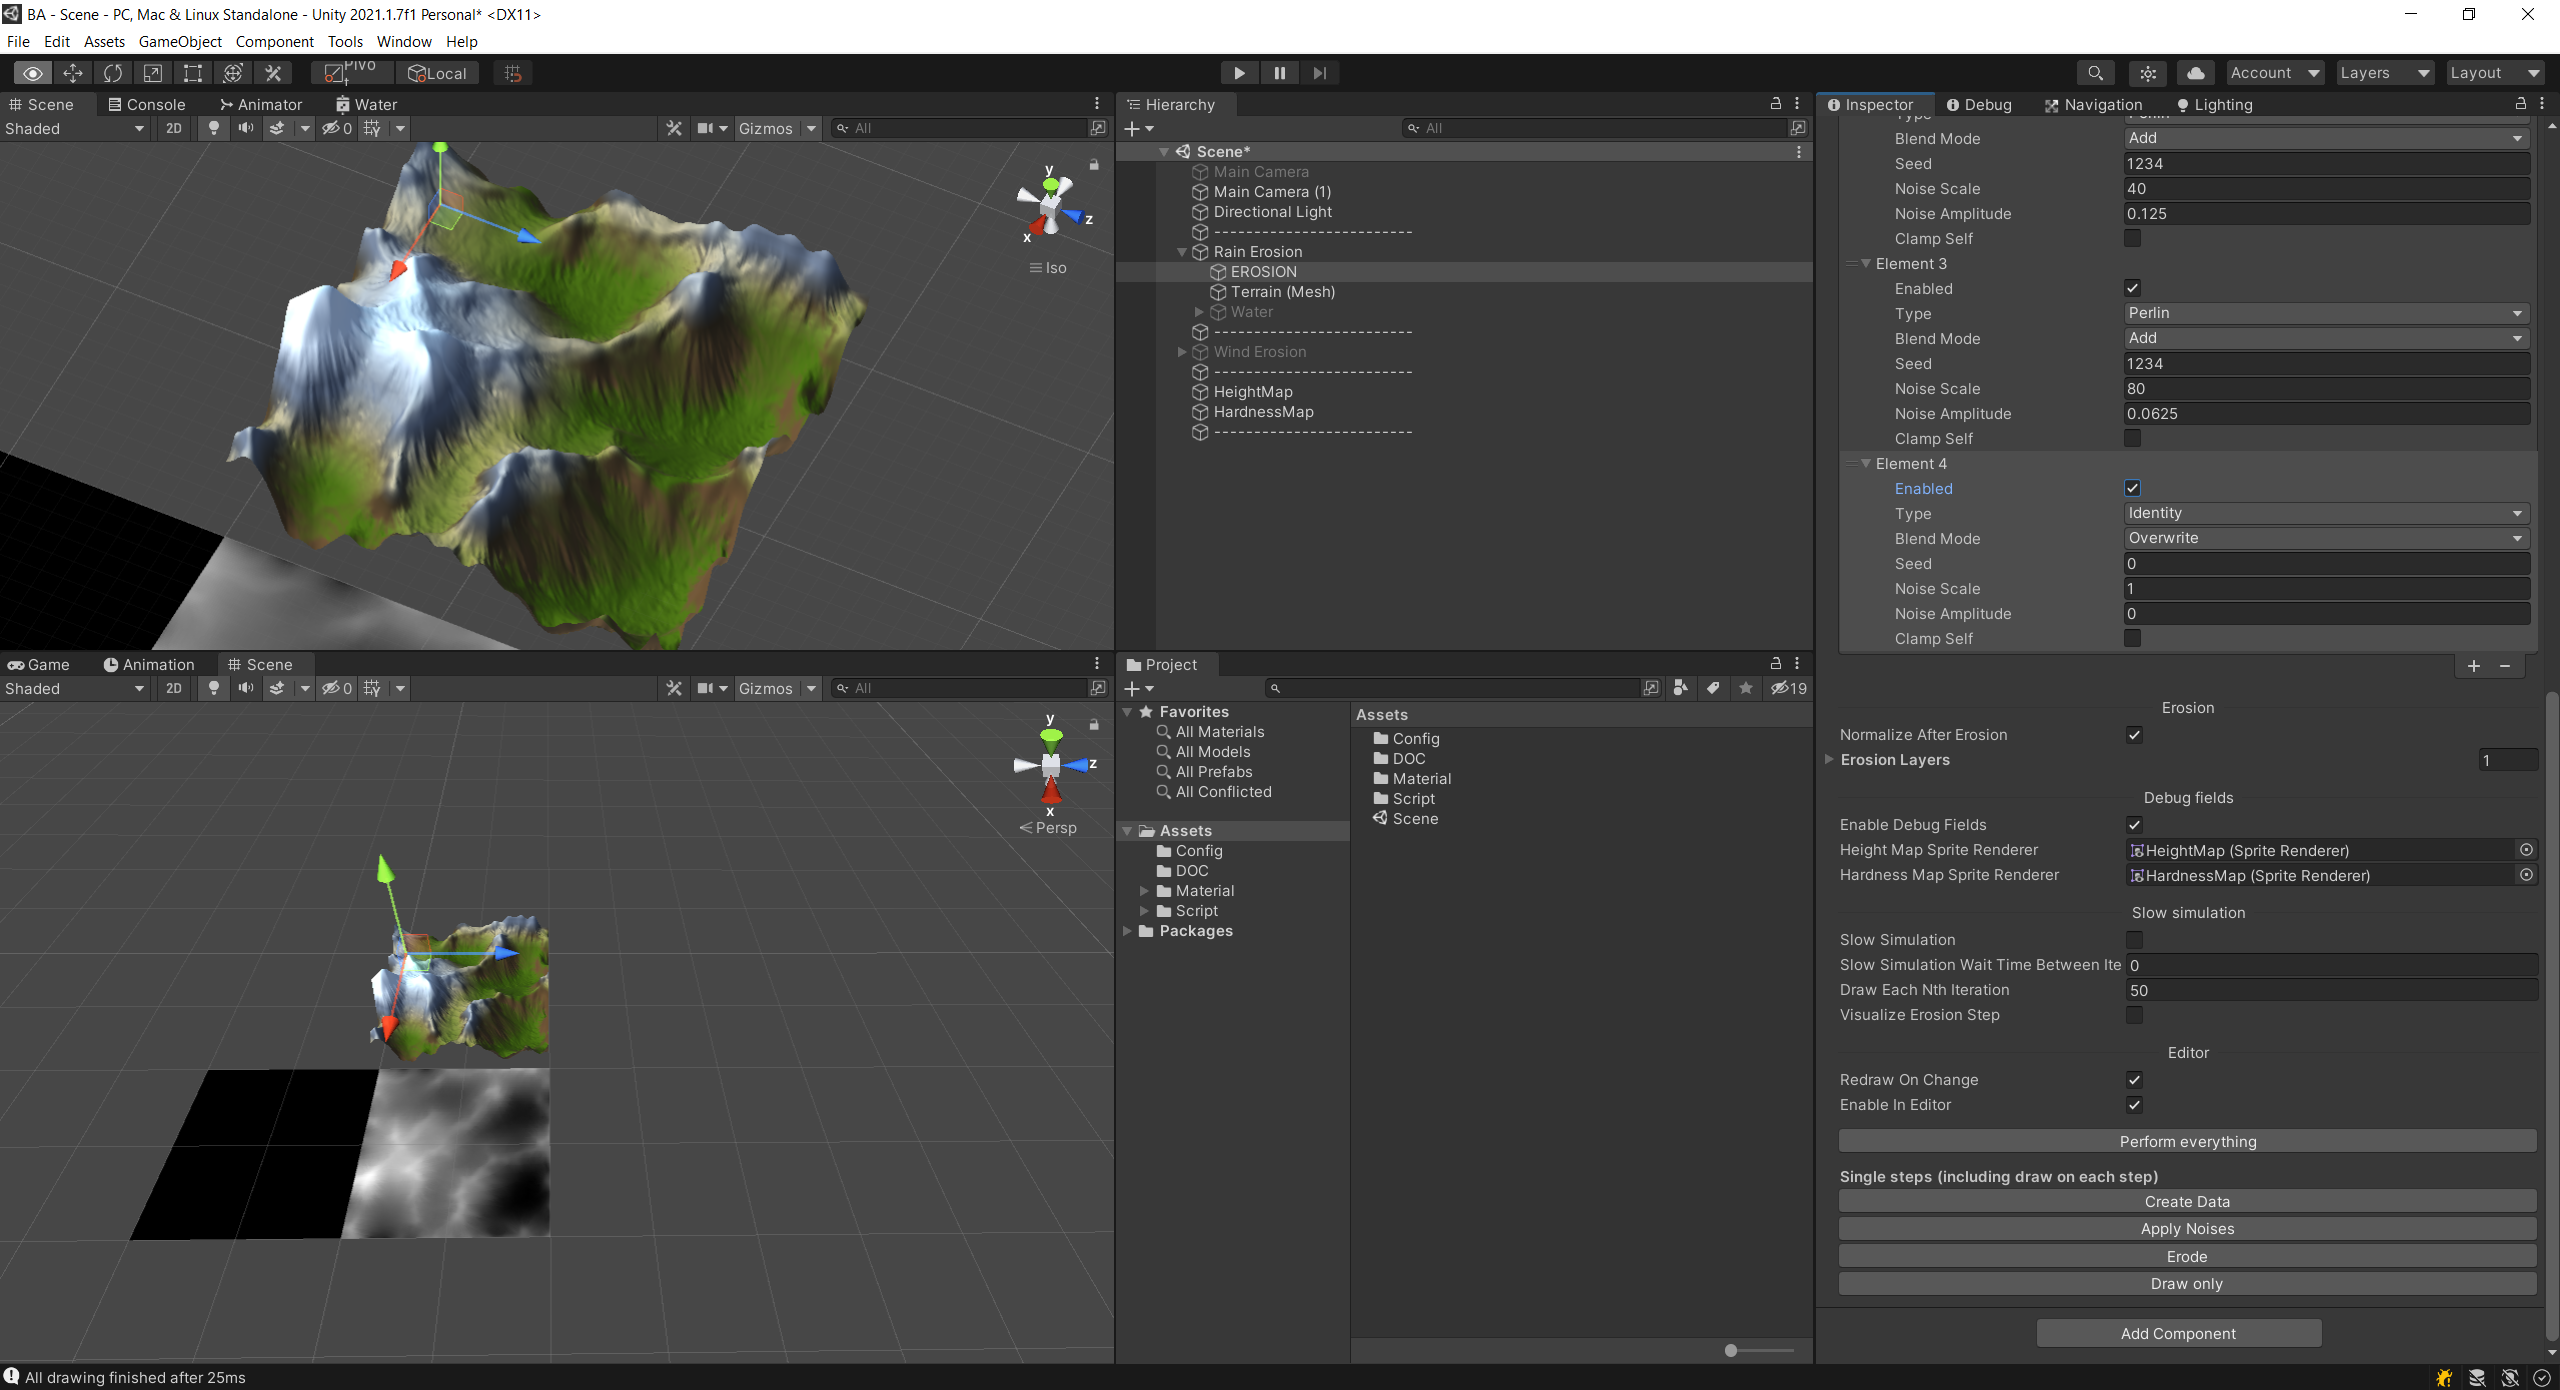 BA - Scene - PC, Mac & Linux Standalone - Unity 2021.1.7f1 Personal* <DX11>
File Edit Assets GameObject Component Tools Window Help
Local Account Layers Layout
Scene Console Animator Water
Shaded 2D 0 Gizmos All
y
z
x
Iso
Game Animation Scene
Shaded 2D 0 Gizmos All
y
z
x
Persp
Hierarchy
All
Scene*
Main Camera
Main Camera (1)
Directional Light
-------------------------
Rain Erosion
EROSION
Terrain (Mesh)
Water
-------------------------
Wind Erosion
-------------------------
HeightMap
HardnessMap
-------------------------
Project
19
Favorites
All Materials
All Models
All Prefabs
All Conflicted
Assets
Config
DOC
Material
Script
Packages
Assets
Config
DOC
Material
Script
Scene
Inspector Debug Navigation Lighting
Type Perlin
Blend Mode Add
Seed 1234
Noise Scale 40
Noise Amplitude 0.125
Clamp Self
Element 3
Enabled
Type Perlin
Blend Mode Add
Seed 1234
Noise Scale 80
Noise Amplitude 0.0625
Clamp Self
Element 4
Enabled
Type Identity
Blend Mode Overwrite
Seed 0
Noise Scale 1
Noise Amplitude 0
Clamp Self
+ −
Erosion
Normalize After Erosion
Erosion Layers 1
Debug fields
Enable Debug Fields
Height Map Sprite Renderer HeightMap (Sprite Renderer)
Hardness Map Sprite Renderer HardnessMap (Sprite Renderer)
Slow simulation
Slow Simulation
Slow Simulation Wait Time Between Ite 0
Draw Each Nth Iteration 50
Visualize Erosion Step
Editor
Redraw On Change
Enable In Editor
Perform everything
Single steps (including draw on each step)
Create Data
Apply Noises
Erode
Draw only
Add Component
All drawing finished after 25ms